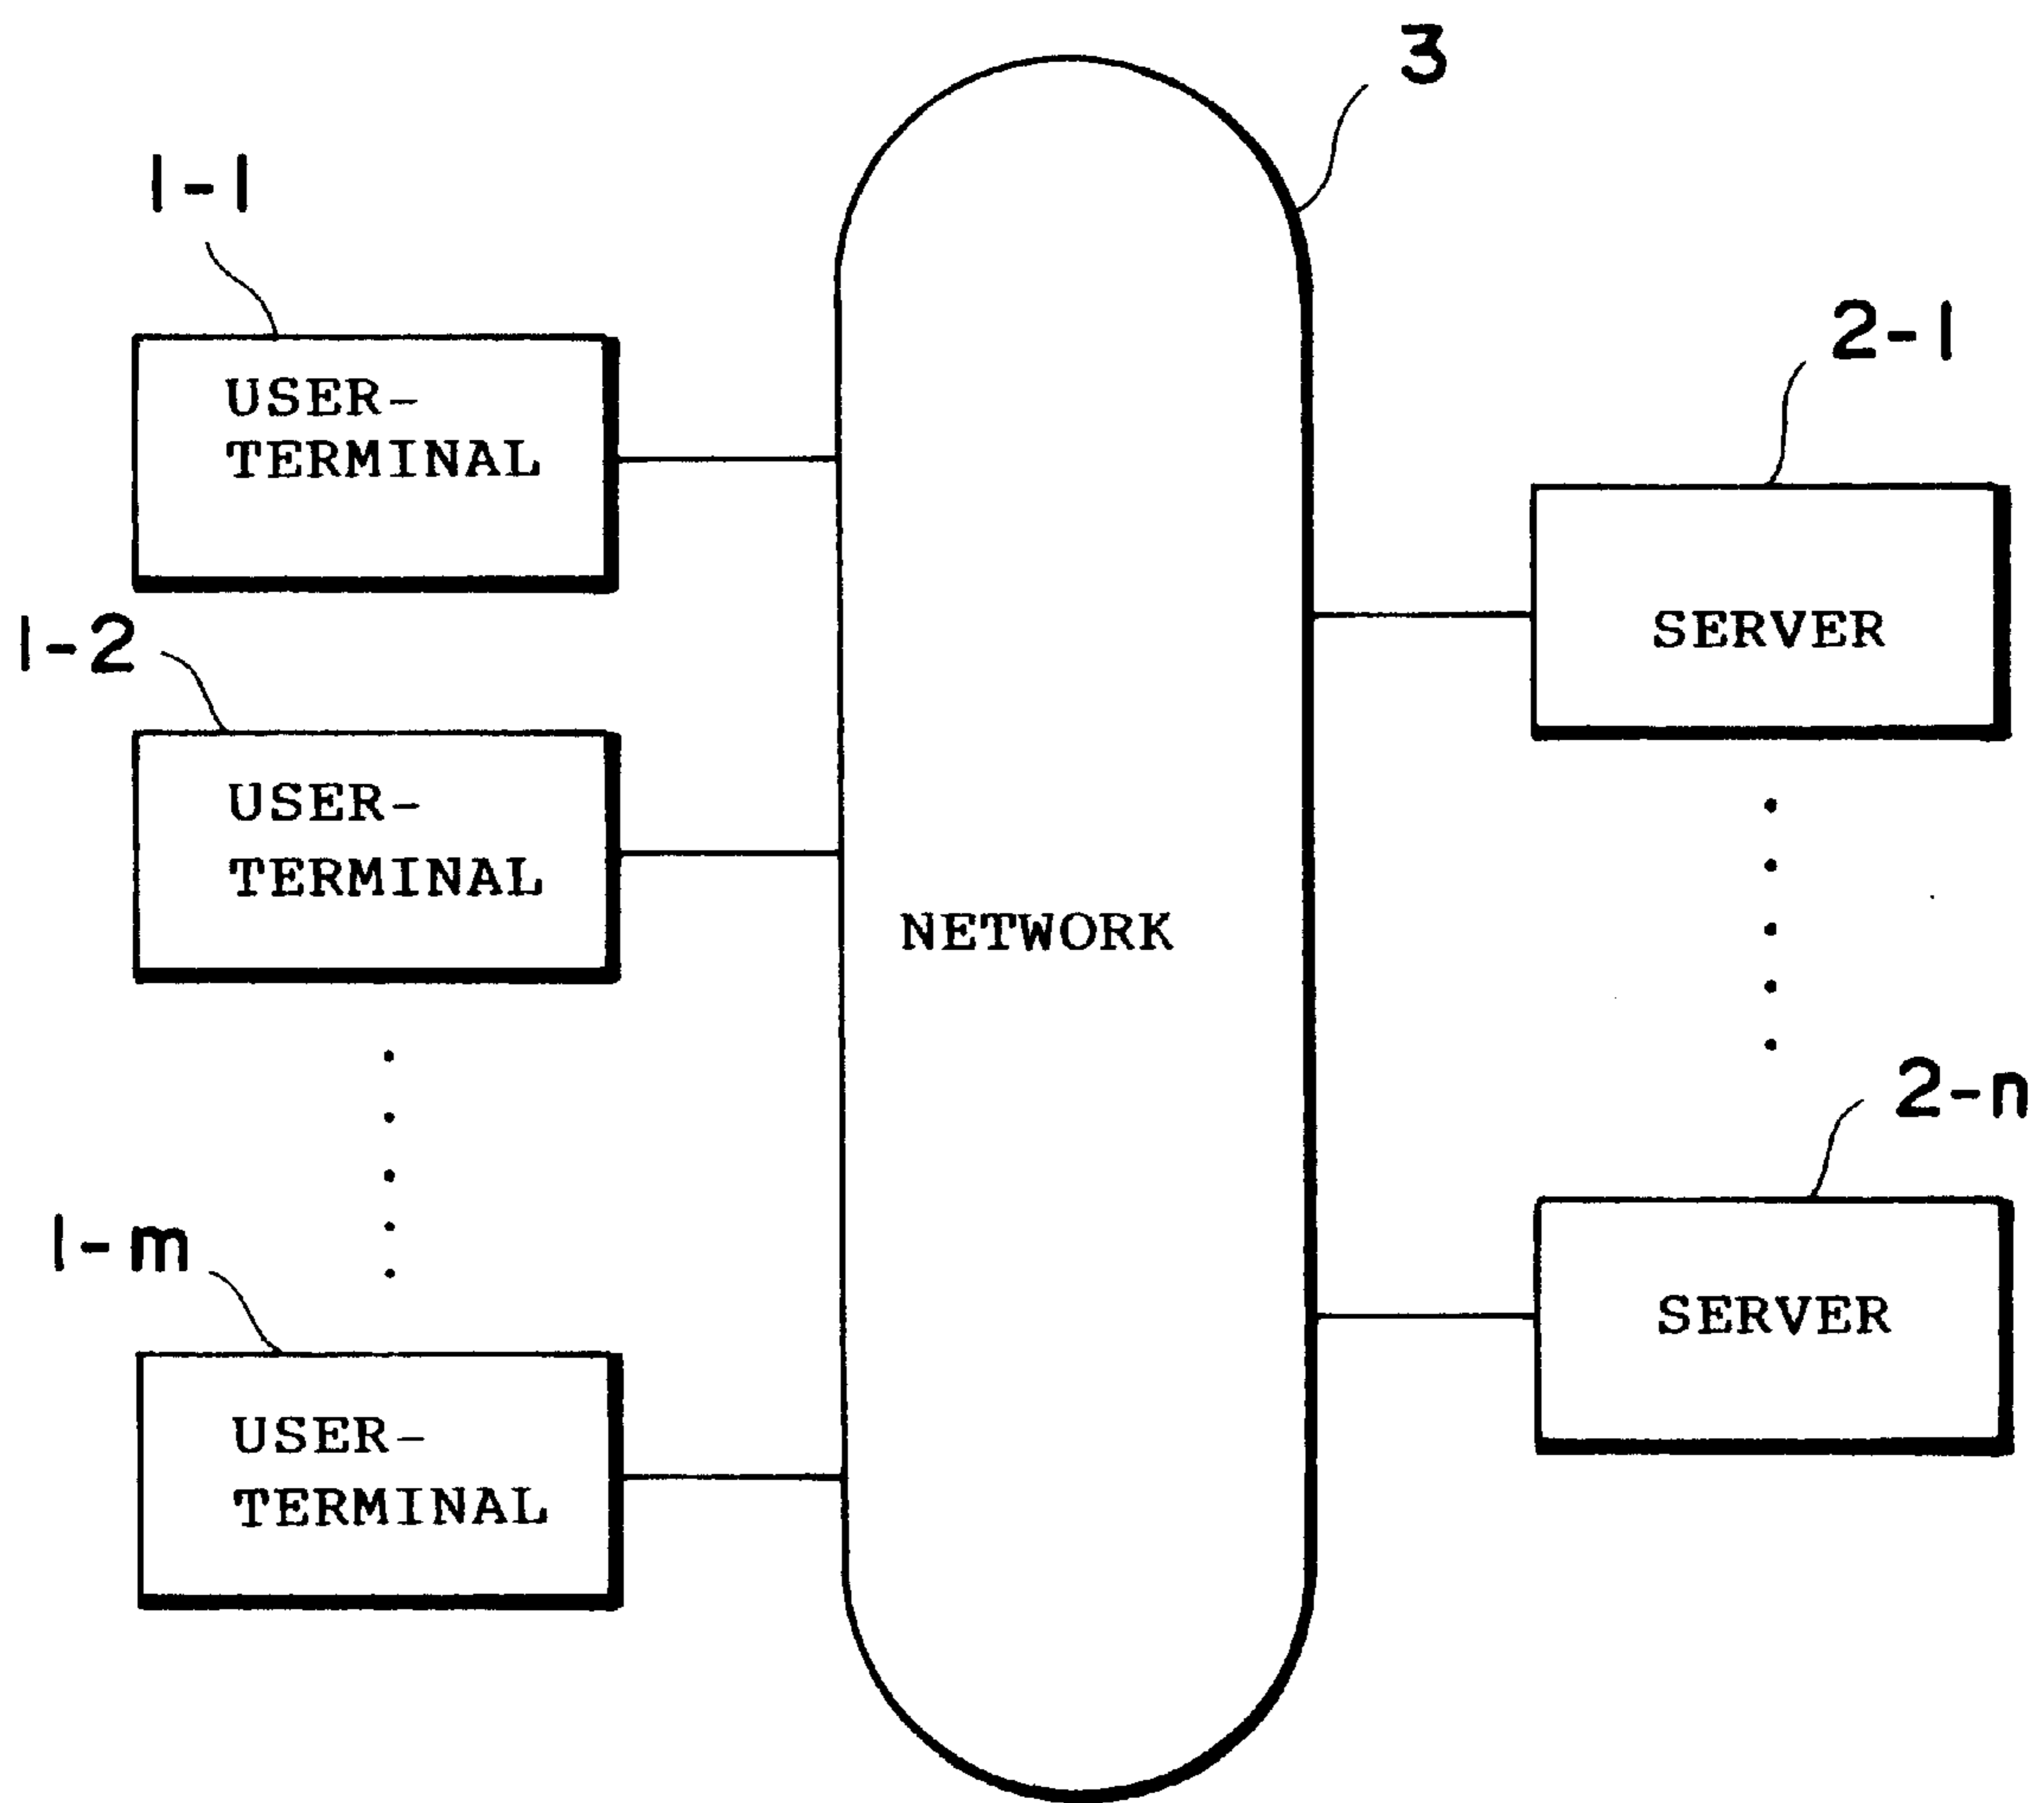 3
1-1
USER-
TERMINAL
2-1
SERVER
1-2
USER-
TERMINAL
NETWORK
2-n
SERVER
1-m
USER-
TERMINAL